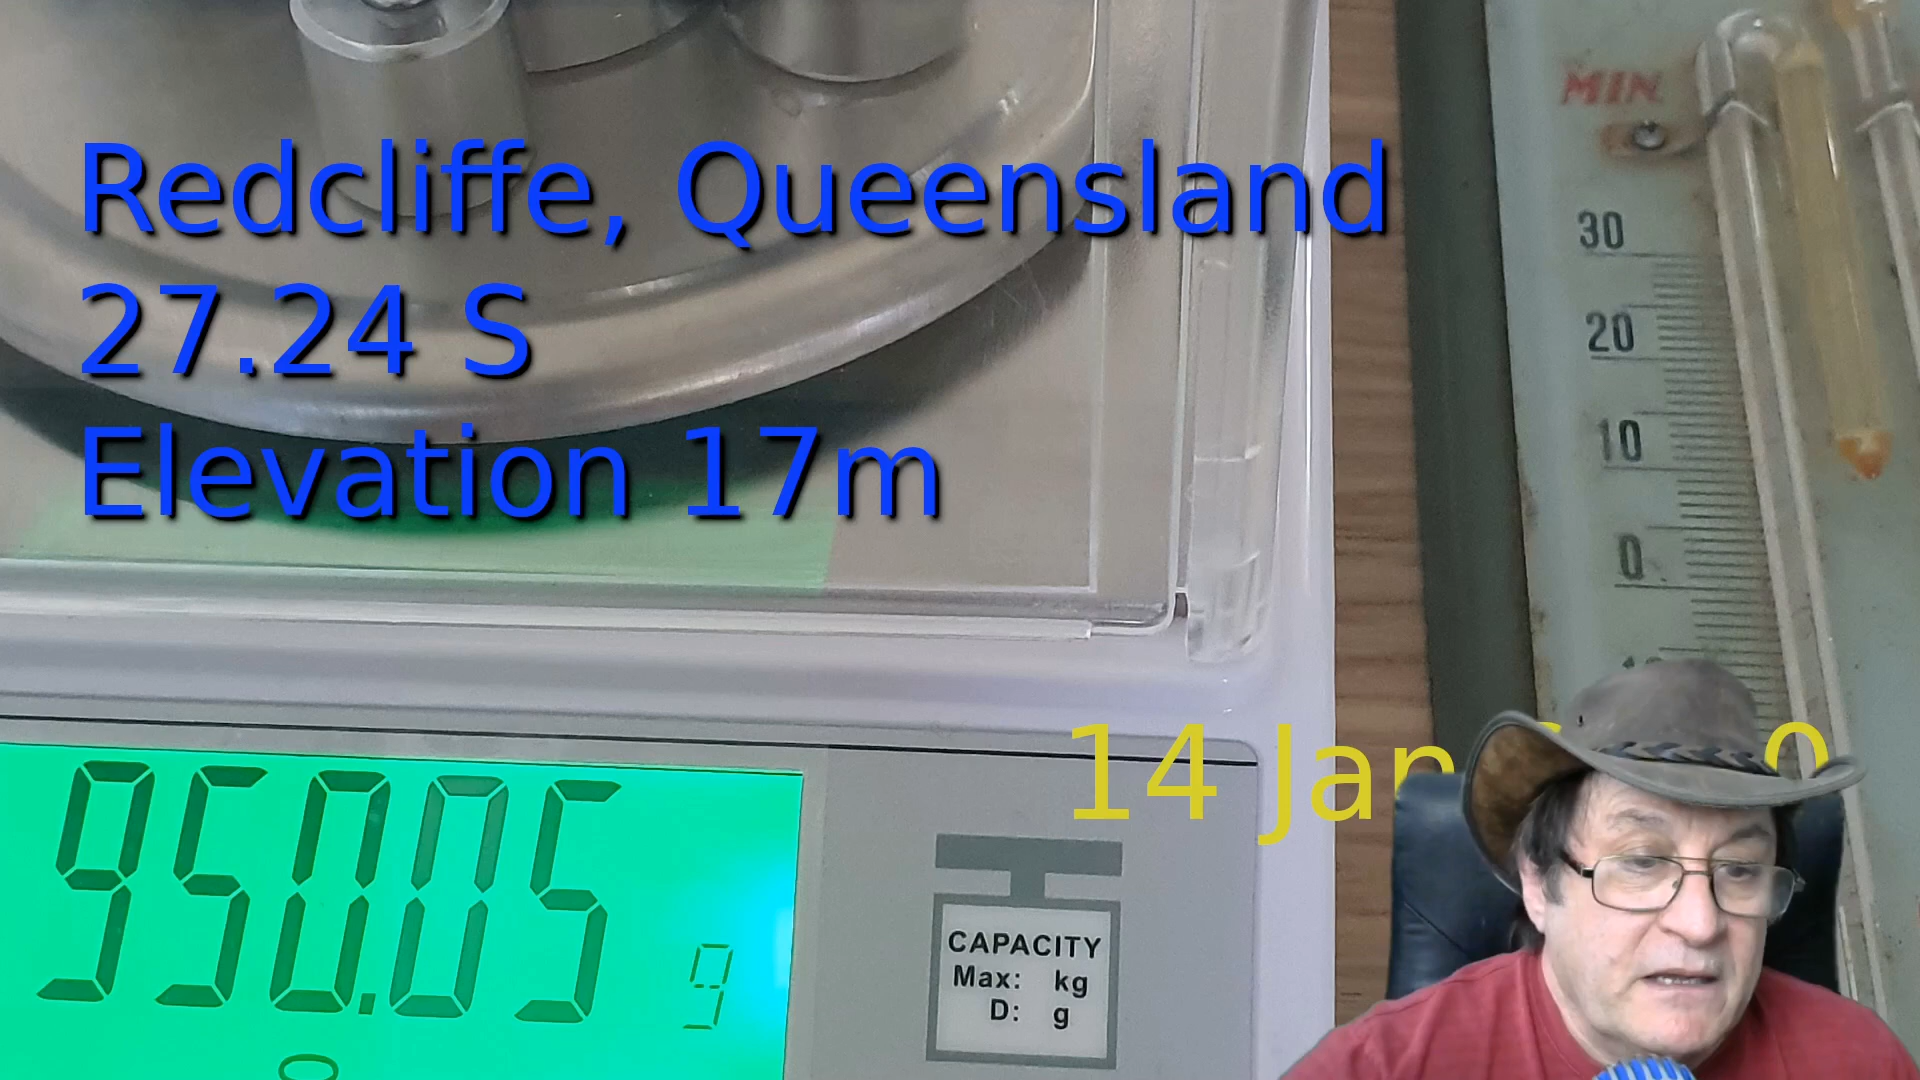 MIN.
Redcliffe, Queensland
27.24 S
Elevation 17m
30
20
10
0
14 Jan
950.05 g
CAPACITY
Max: kg
D: g